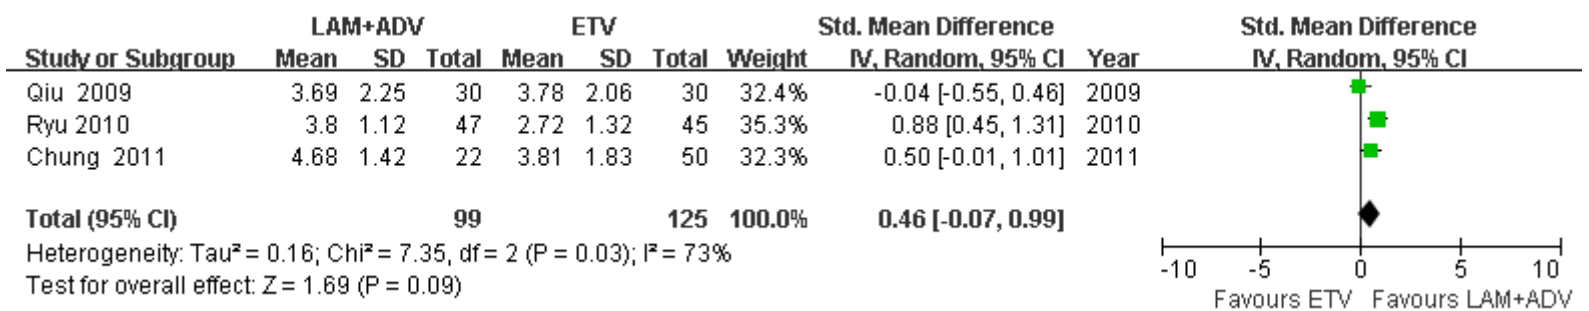 LAM+ADV ETV Std. Mean Difference Std. Mean Difference
Study or Subgroup Mean SD Total Mean SD Total Weight IV, Random, 95% CI Year IV, Random, 95% CI
Qiu 2009 3.69 2.25 30 3.78 2.06 30 32.4% -0.04 [-0.55, 0.46] 2009
Ryu 2010 3.8 1.12 47 2.72 1.32 45 35.3% 0.88 [0.45, 1.31] 2010
Chung 2011 4.68 1.42 22 3.81 1.83 50 32.3% 0.50 [-0.01, 1.01] 2011
Total (95% CI) 99 125 100.0% 0.46 [-0.07, 0.99]
Heterogeneity: Tau² = 0.16; Chi² = 7.35, df = 2 (P = 0.03); I² = 73%
Test for overall effect: Z = 1.69 (P = 0.09)
-10 -5 0 5 10
Favours ETV Favours LAM+ADV